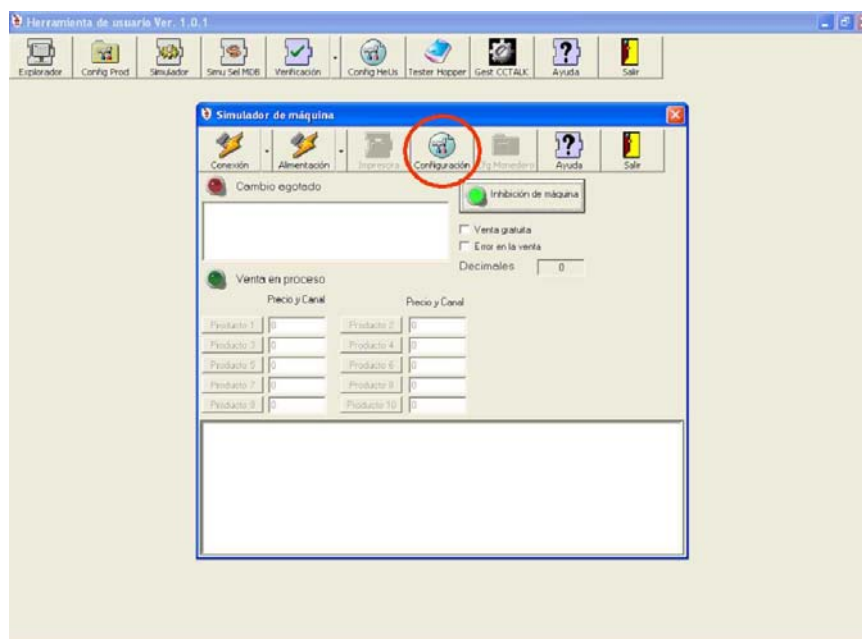 Herramienta de usuario Ver. 1.0.1
Explorador Config Prod Simulador Simu Sel MDB Verificación Config HeUs Tester Hopper Gest CCTALK Ayuda Salir
Simulador de máquina
Conexión Alimentación Impresora Configuración Cfg Monedero Ayuda Salir
Cambio agotado
Inhibición de máquina
Venta gratuita
Error en la venta
Decimales 0
Venta en proceso
Precio y Canal Precio y Canal
Producto 1 0 Producto 2 0
Producto 3 0 Producto 4 0
Producto 5 0 Producto 6 0
Producto 7 0 Producto 8 0
Producto 9 0 Producto 10 0